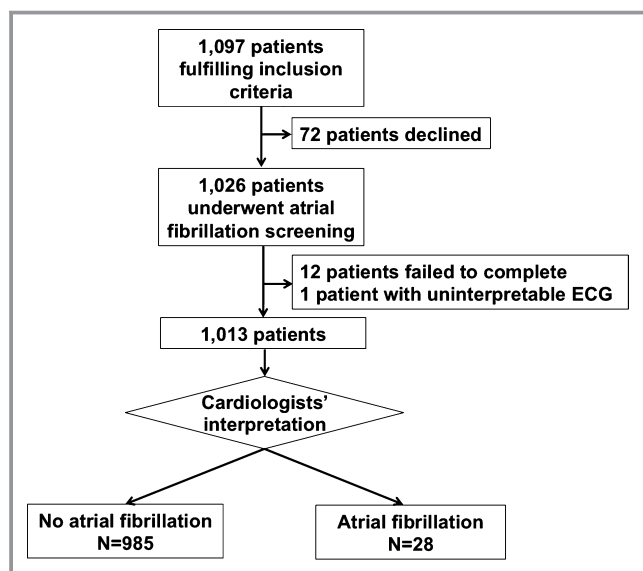 1,097 patients
fulfilling inclusion
criteria
72 patients declined
1,026 patients
underwent atrial
fibrillation screening
12 patients failed to complete
1 patient with uninterpretable ECG
1,013 patients
Cardiologists’
interpretation
No atrial fibrillation
N=985
Atrial fibrillation
N=28